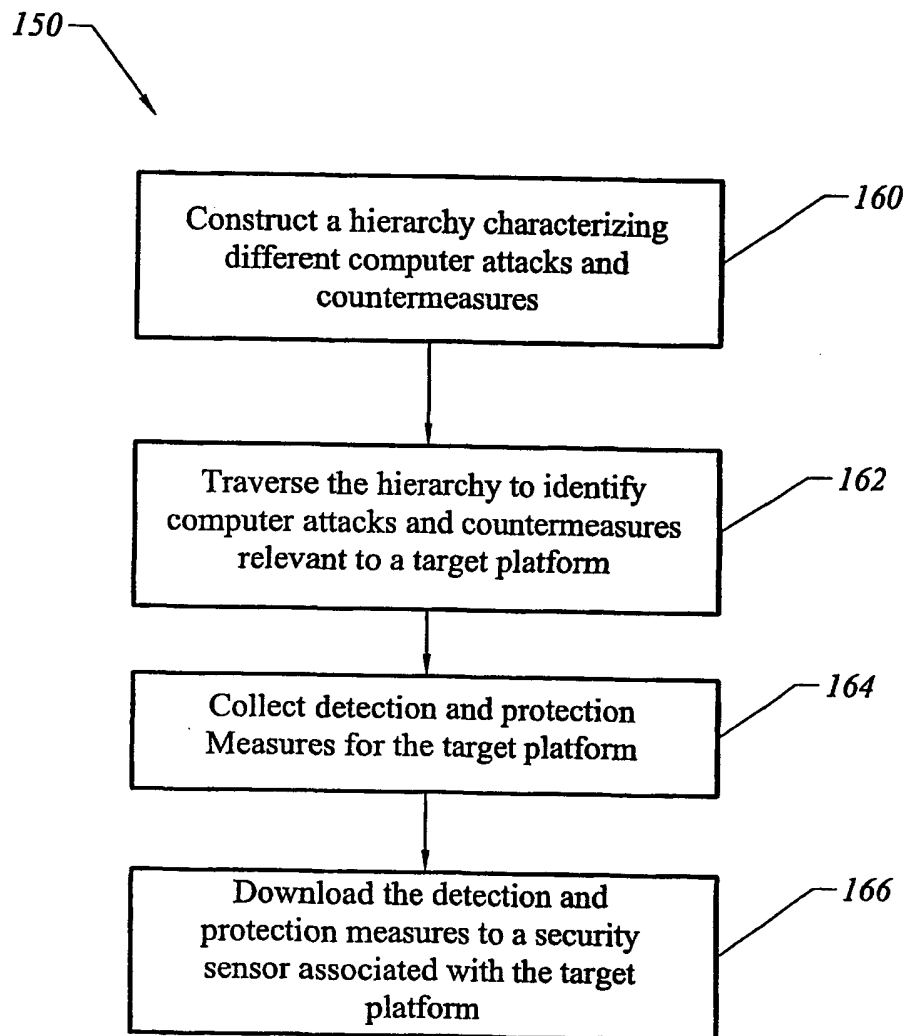 150
Construct a hierarchy characterizing
different computer attacks and
countermeasures
160
Traverse the hierarchy to identify
computer attacks and countermeasures
relevant to a target platform
162
Collect detection and protection
Measures for the target platform
164
Download the detection and
protection measures to a security
sensor associated with the target
platform
166